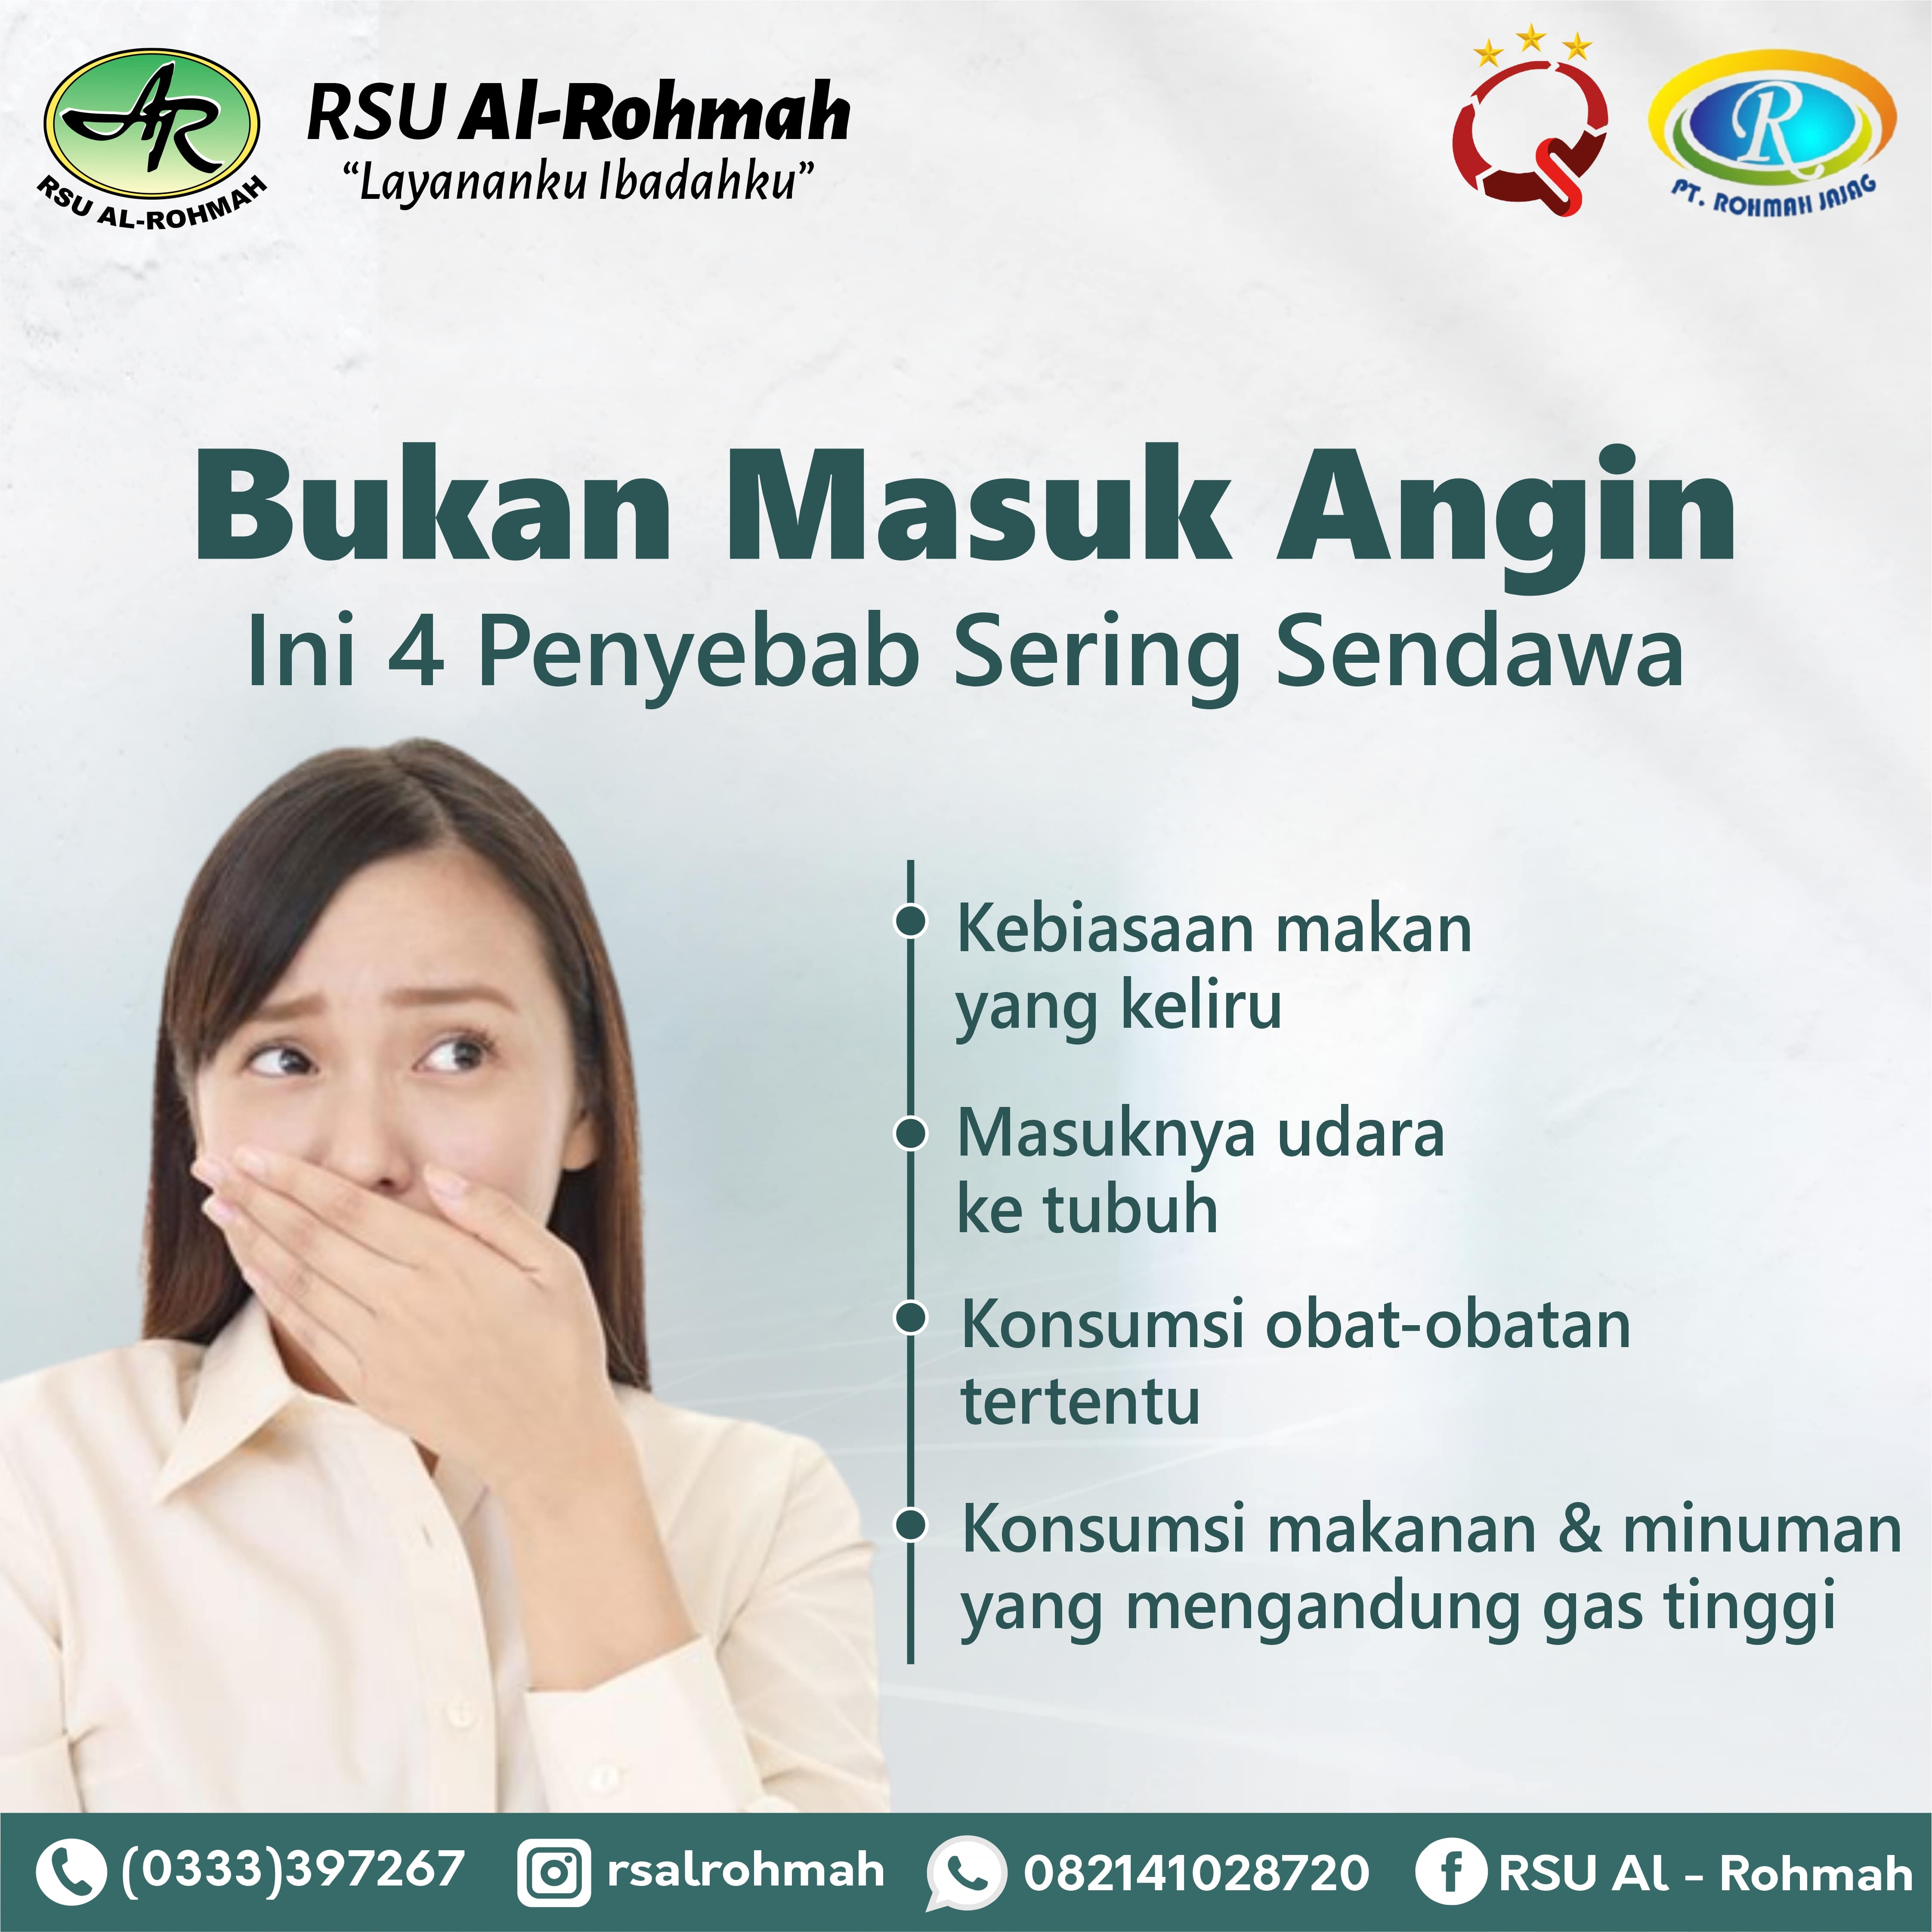 RSU Al-Rohmah
“Layananku Ibadahku”
AR
RSU AL-ROHMAH
R
PT. ROHMAH JAJAG
Bukan Masuk Angin
Ini 4 Penyebab Sering Sendawa
Kebiasaan makan
yang keliru
Masuknya udara
ke tubuh
Konsumsi obat-obatan
tertentu
Konsumsi makanan & minuman
yang mengandung gas tinggi
(0333)397267
rsalrohmah
082141028720
RSU Al - Rohmah